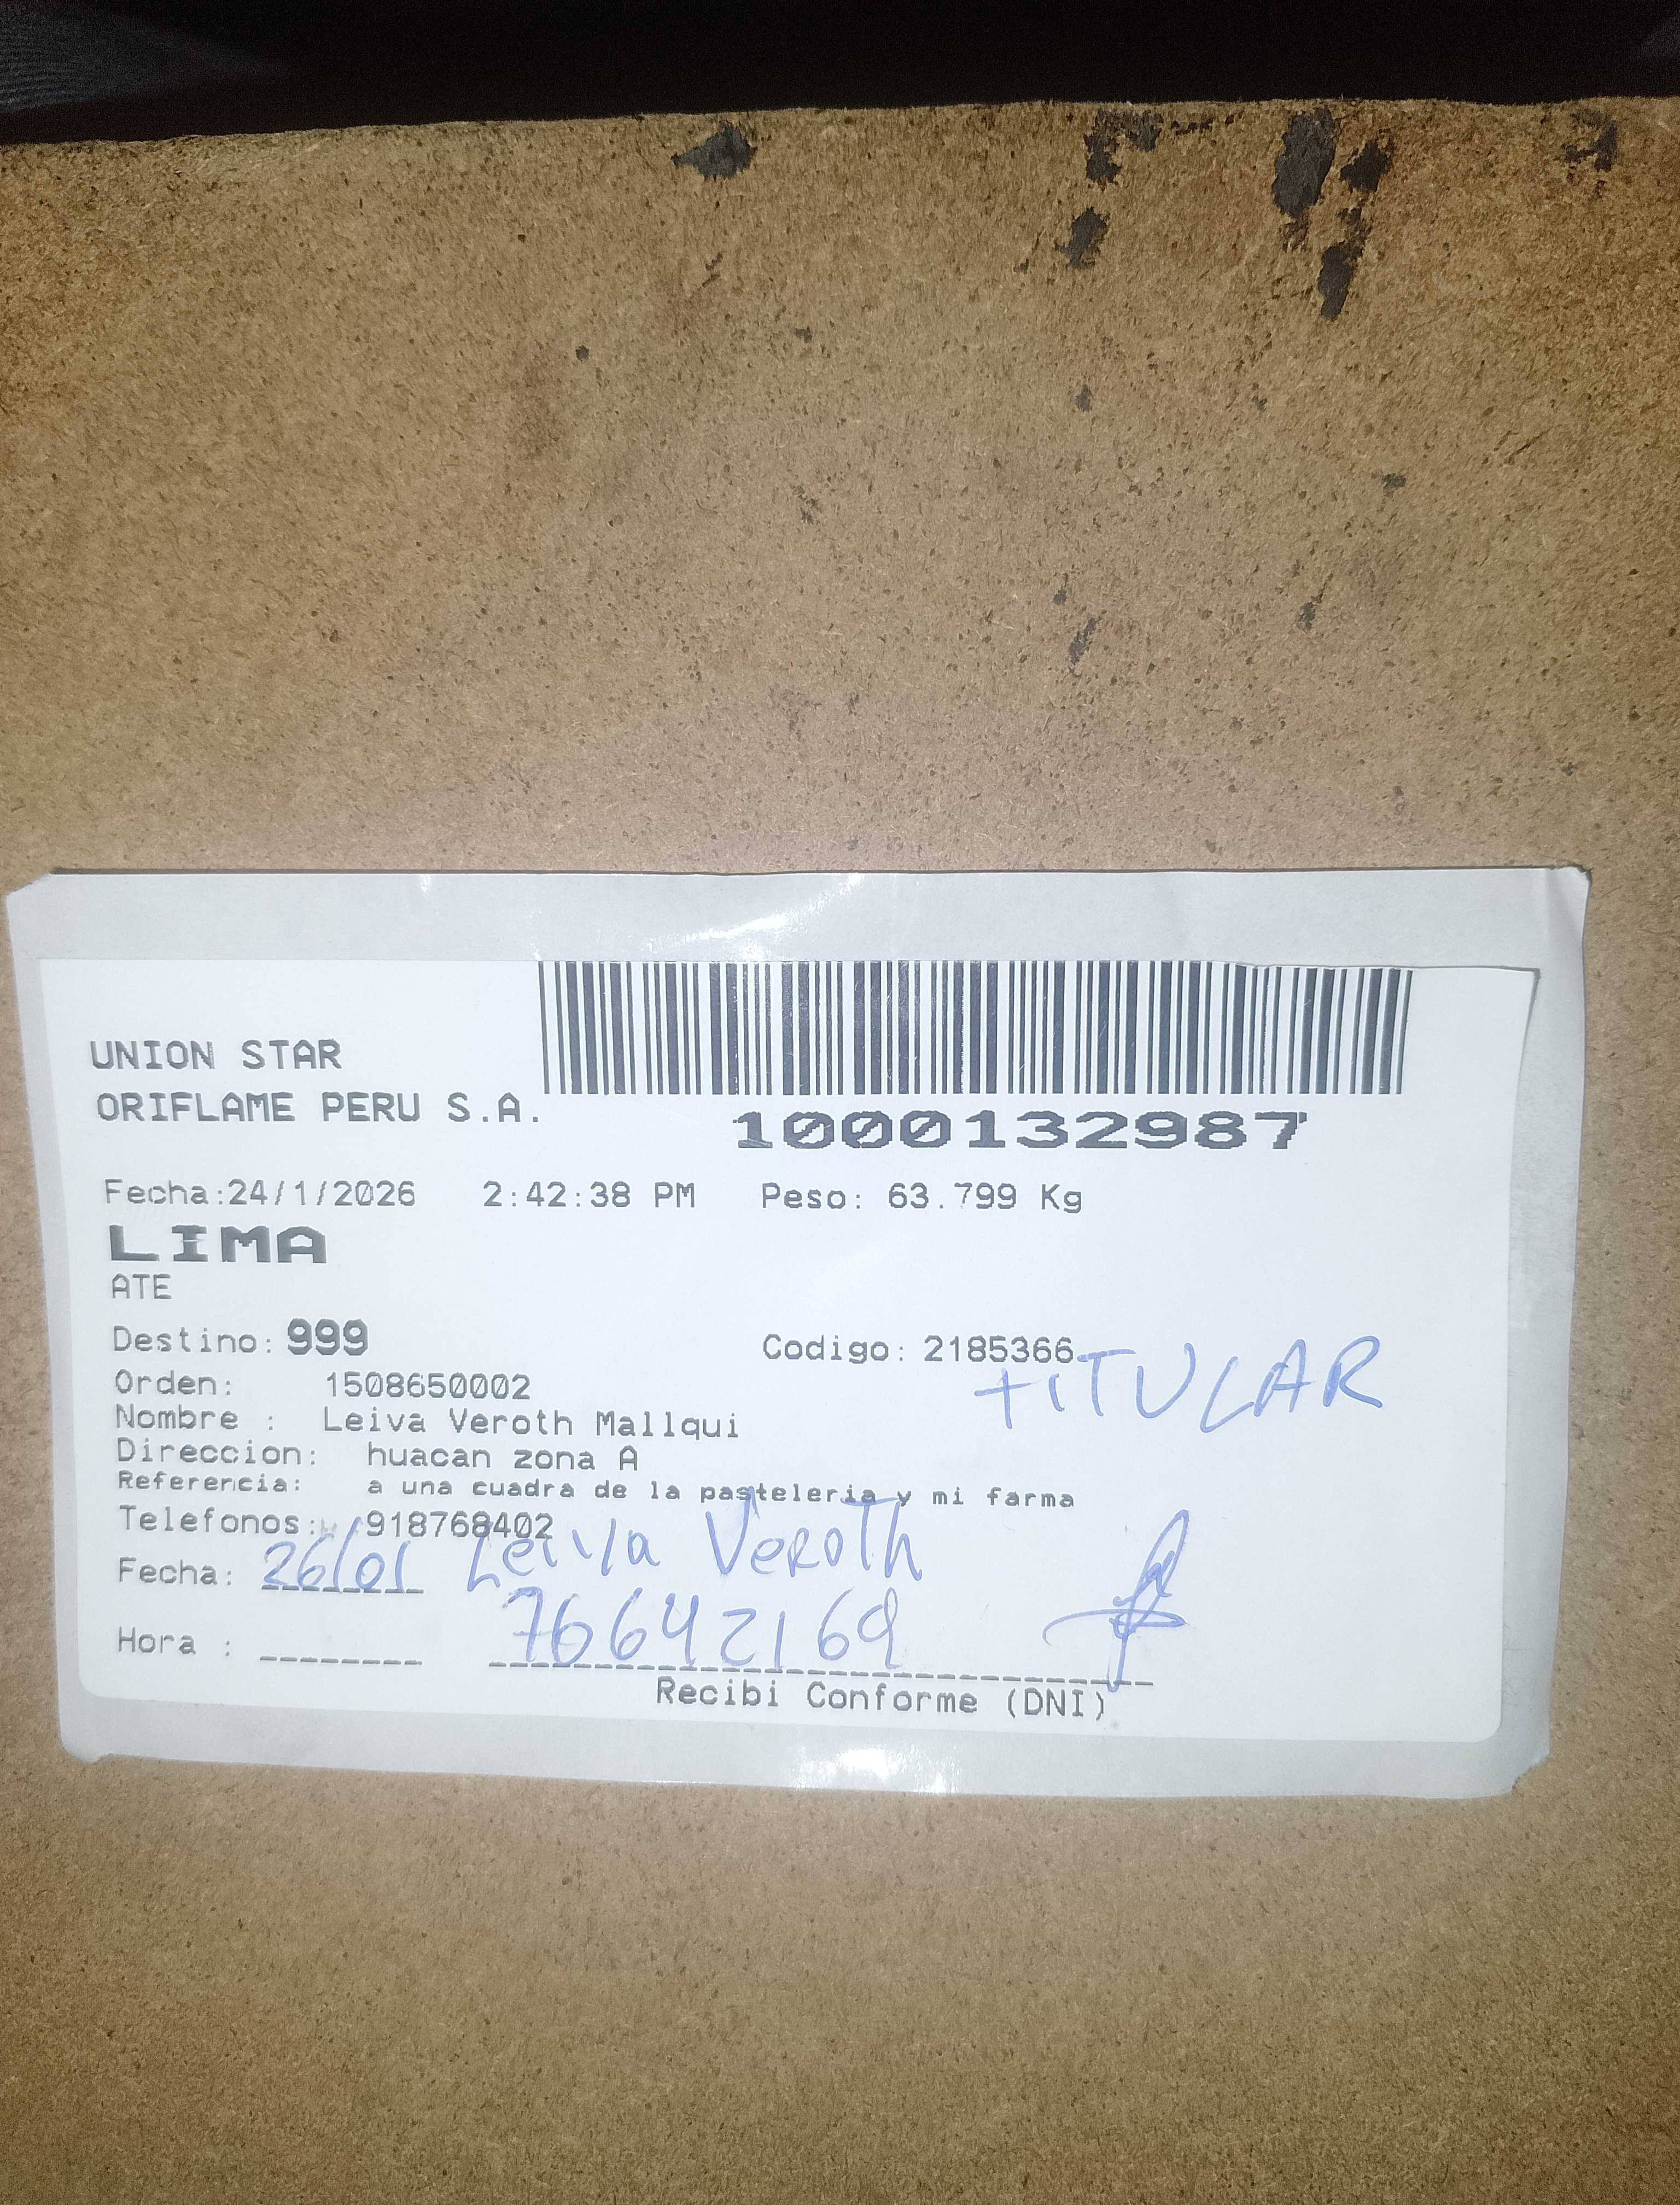 UNION STAR
ORIFLAME PERU S.A.
1000132987
Fecha:24/1/2026 2:42:38 PM Peso: 63.799 Kg
LIMA
ATE
Destino: 999 Codigo: 2185366
TITULAR
Orden: 1508650002
Nombre : Leiva Veroth Mallqui
Direccion: huacan zona A
Referencia: a una cuadra de la pasteleria y mi farma
Telefonos: 918768402
Fecha: 26/01 Leiva Veroth
Hora : 76642169
Recibi Conforme (DNI)